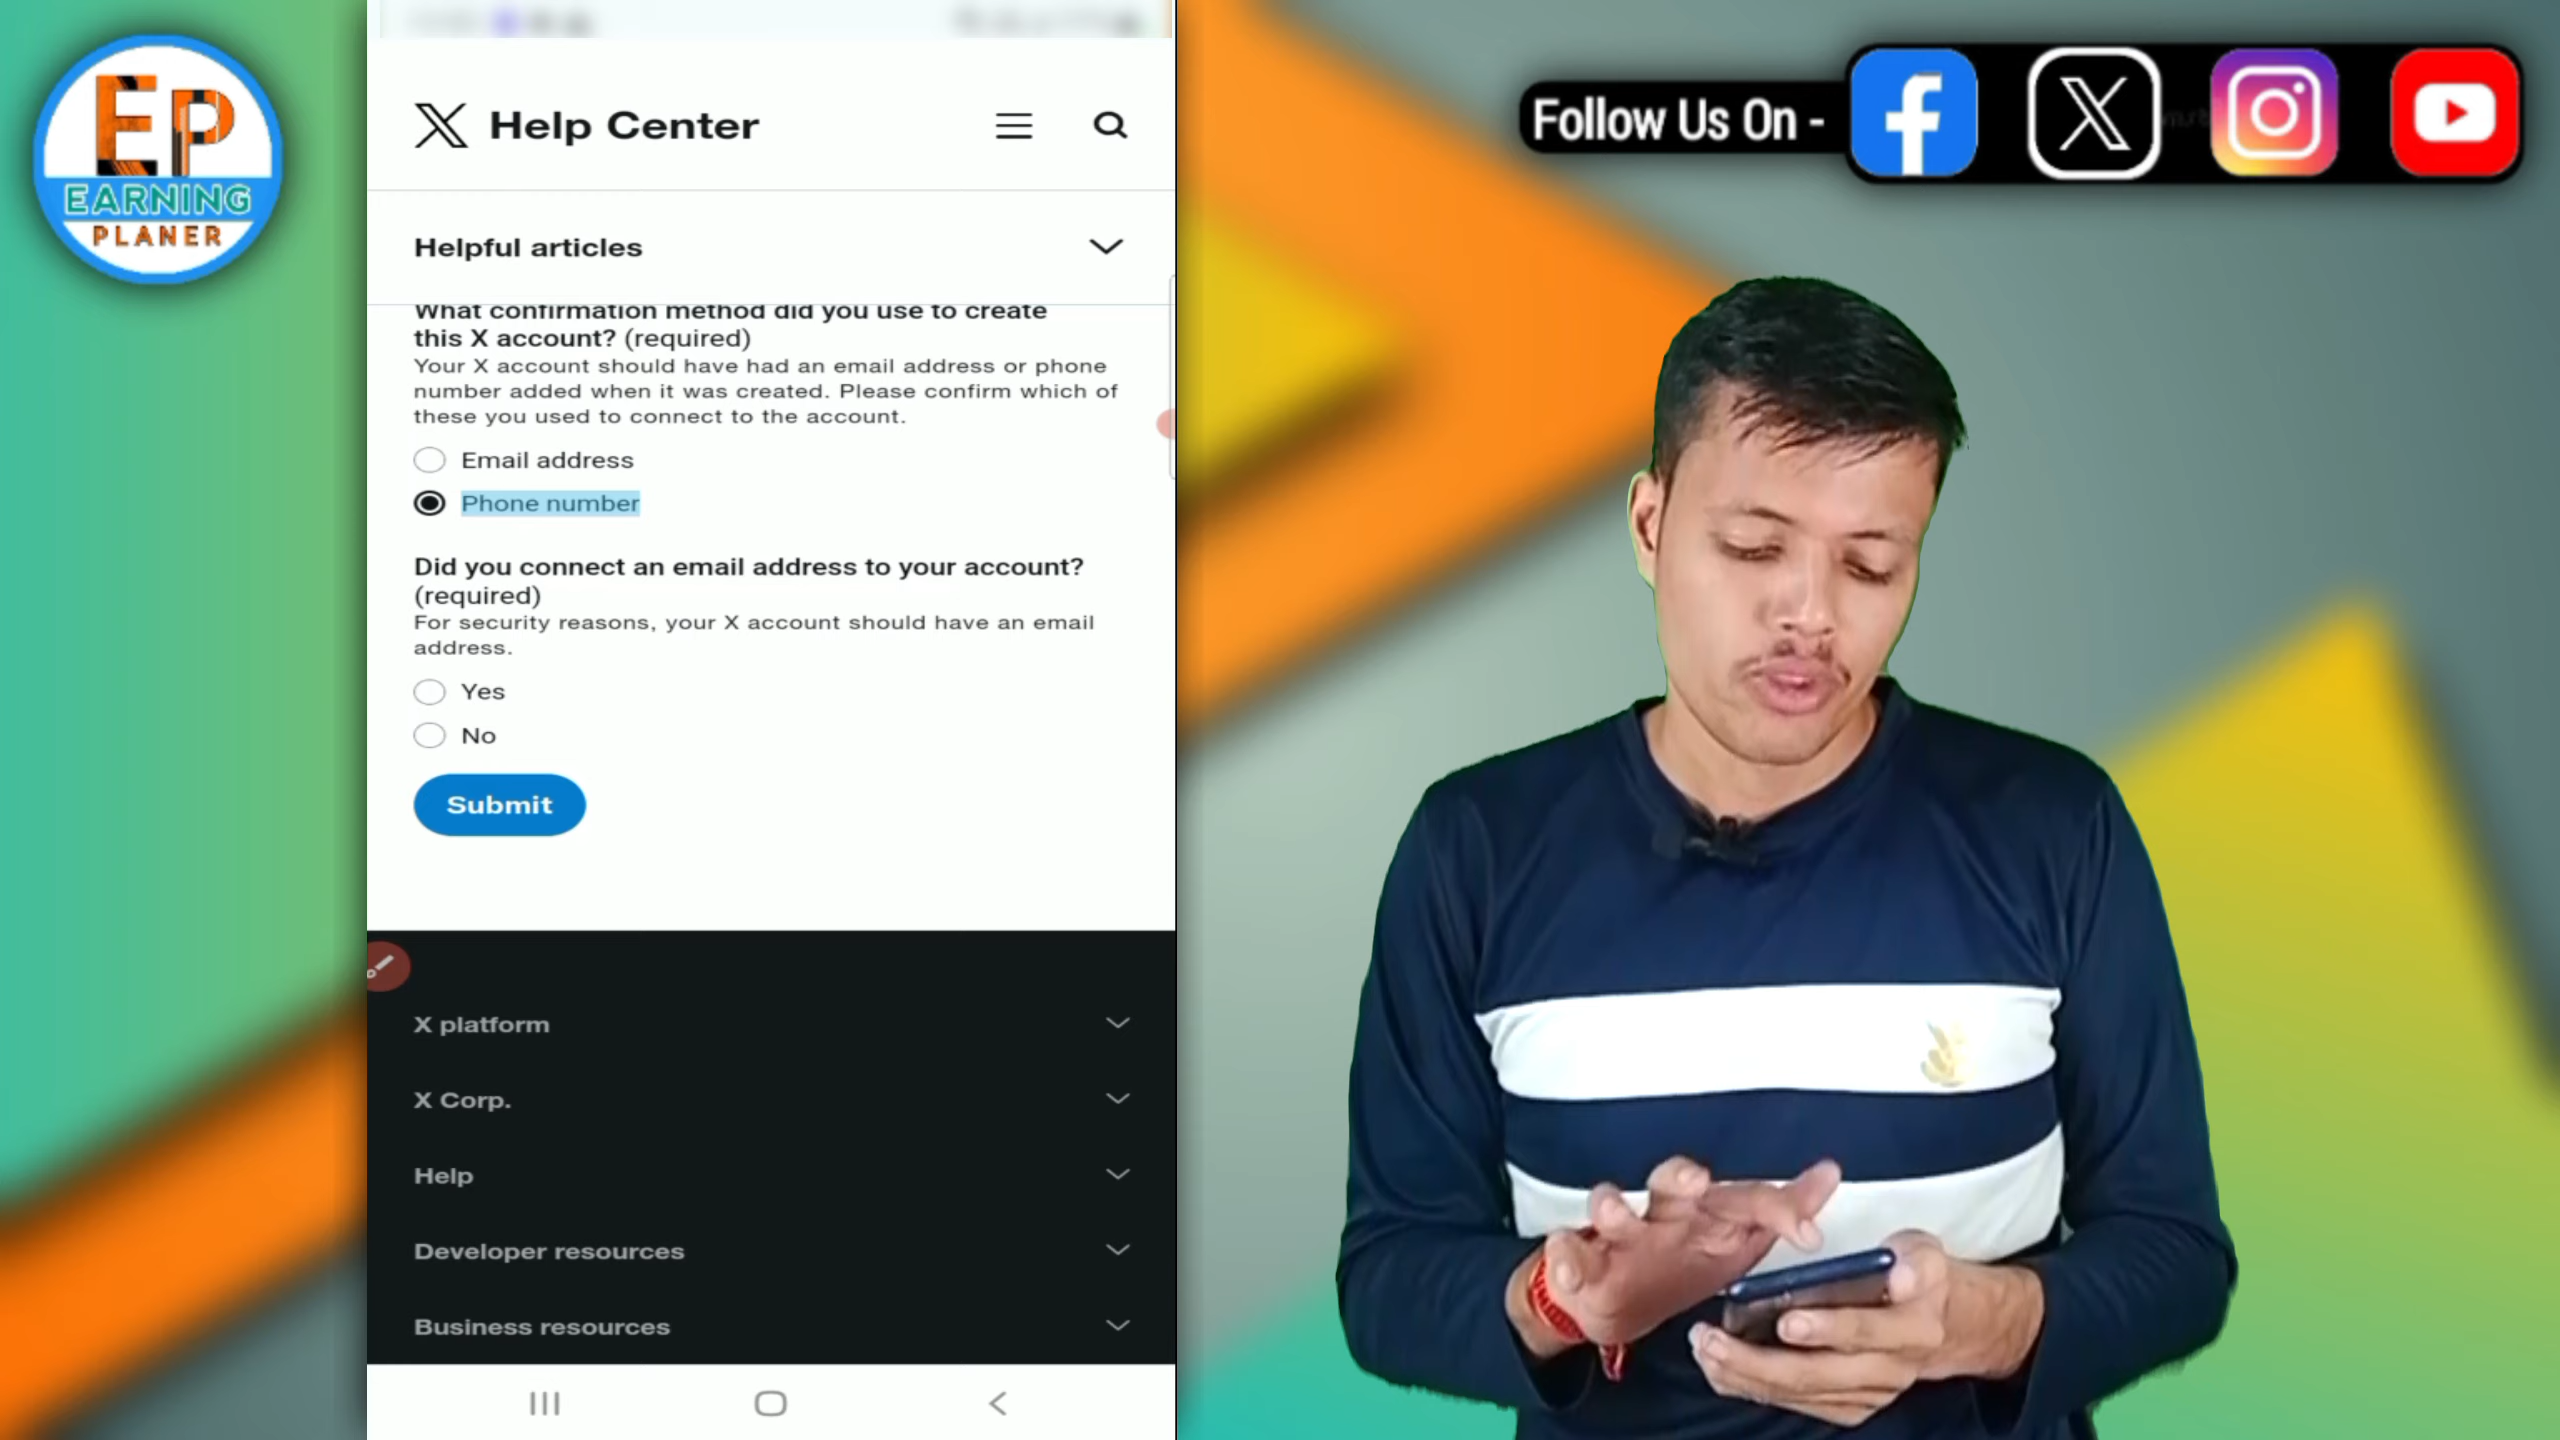 EP
EARNING
PLANER
X Help Center
Helpful articles
What confirmation method did you use to create
this X account? (required)
Your X account should have had an email address or phone
number added when it was created. Please confirm which of
these you used to connect to the account.
Email address
Phone number
Did you connect an email address to your account?
(required)
For security reasons, your X account should have an email
address.
Yes
No
Submit
X platform
X Corp.
Help
Developer resources
Business resources
Follow Us On -